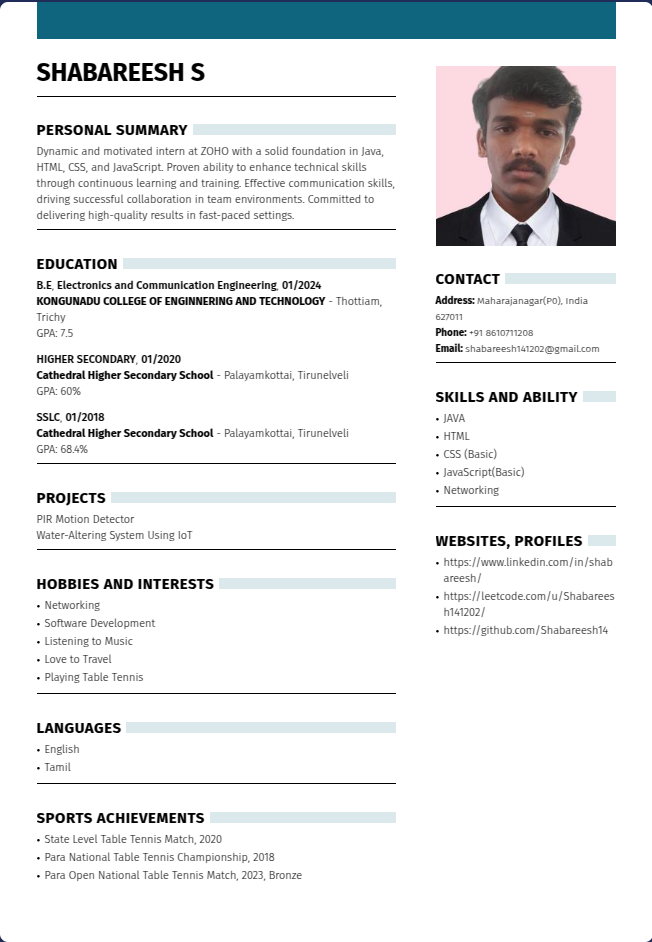 SHABAREESH S
PERSONAL SUMMARY
Dynamic and motivated intern at ZOHO with a solid foundation in Java,
HTML, CSS, and JavaScript. Proven ability to enhance technical skills
through continuous learning and training. Effective communication skills,
driving successful collaboration in team environments. Committed to
delivering high-quality results in fast-paced settings.
EDUCATION
B.E, Electronics and Communication Engineering, 01/2024
KONGUNADU COLLEGE OF ENGINNERING AND TECHNOLOGY - Thottiam,
Trichy
GPA: 7.5
HIGHER SECONDARY, 01/2020
Cathedral Higher Secondary School - Palayamkottai, Tirunelveli
GPA: 60%
SSLC, 01/2018
Cathedral Higher Secondary School - Palayamkottai, Tirunelveli
GPA: 68.4%
PROJECTS
PIR Motion Detector
Water-Altering System Using IoT
HOBBIES AND INTERESTS
• Networking
• Software Development
• Listening to Music
• Love to Travel
• Playing Table Tennis
LANGUAGES
• English
• Tamil
SPORTS ACHIEVEMENTS
• State Level Table Tennis Match, 2020
• Para National Table Tennis Championship, 2018
• Para Open National Table Tennis Match, 2023, Bronze
CONTACT
Address: Maharajanagar(PO), India
627011
Phone: +91 8610711208
Email: shabareesh141202@gmail.com
SKILLS AND ABILITY
• JAVA
• HTML
• CSS (Basic)
• JavaScript(Basic)
• Networking
WEBSITES, PROFILES
• https://www.linkedin.com/in/shab
areesh/
• https://leetcode.com/u/Shabarees
h141202/
• https://github.com/Shabareesh14